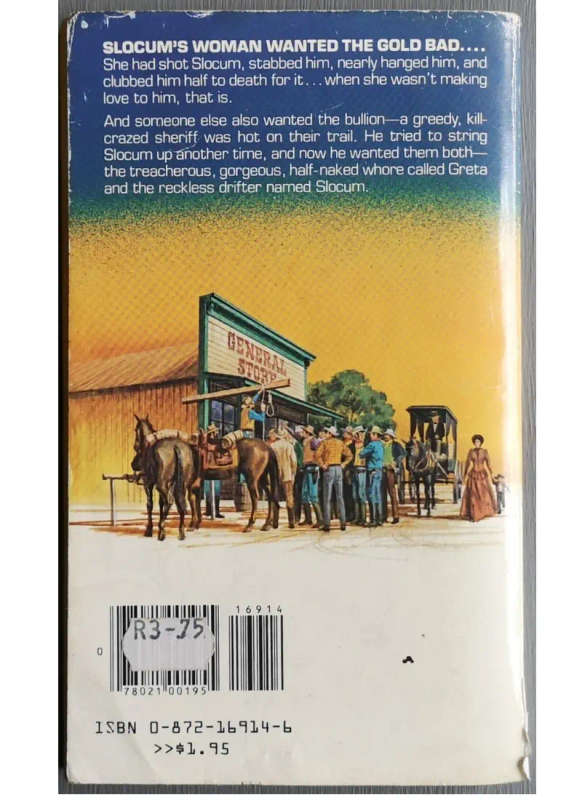 SLOCUM'S WOMAN WANTED THE GOLD BAD....
She had shot Slocum, stabbed him, nearly hanged him, and
clubbed him half to death for it...when she wasn't making
love to him, that is.
And someone else also wanted the bullion—a greedy, kill-
crazed sheriff was hot on their trail. He tried to string
Slocum up another time, and now he wanted them both—
the treacherous, gorgeous, half-naked whore called Greta
and the reckless drifter named Slocum.
GENERAL
STORE
16914
R3-75
0
78021 00195
ISBN 0-872-16914-6
>>$1.95